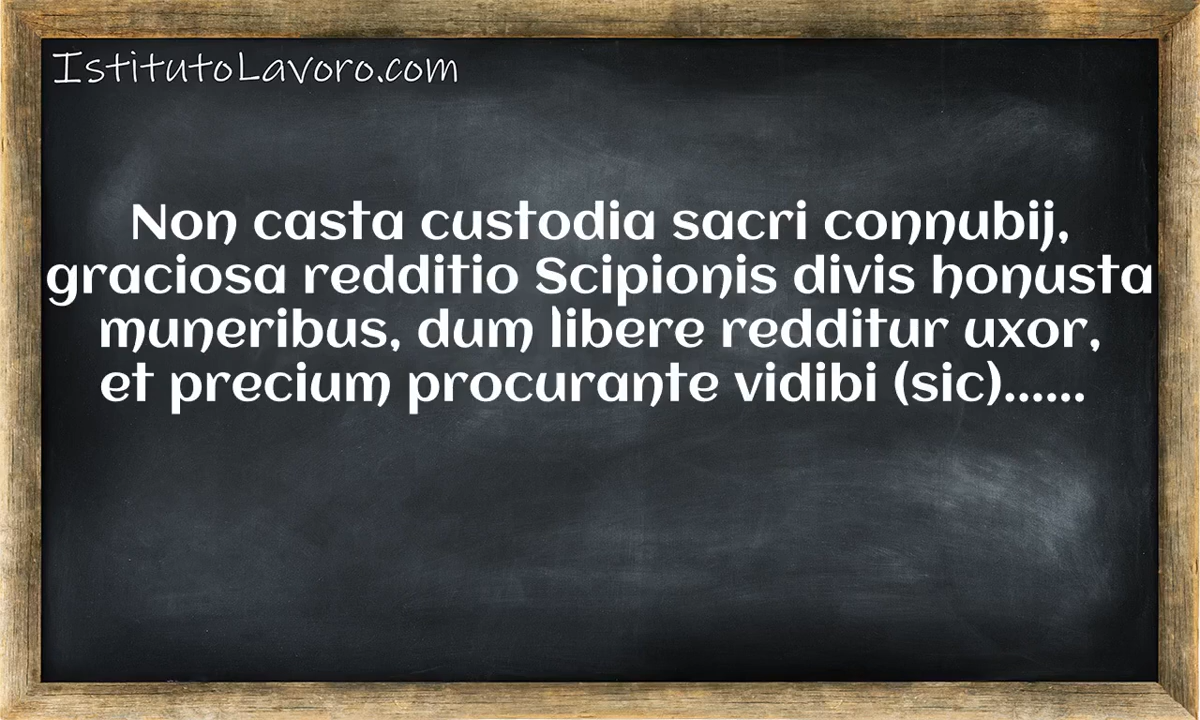 IstitutoLavoro.com
Non casta custodia sacri connubij,
graciosa redditio Scipionis divis honusta
muneribus, dum libere redditur uxor,
et precium procurante vidibi (sic)......